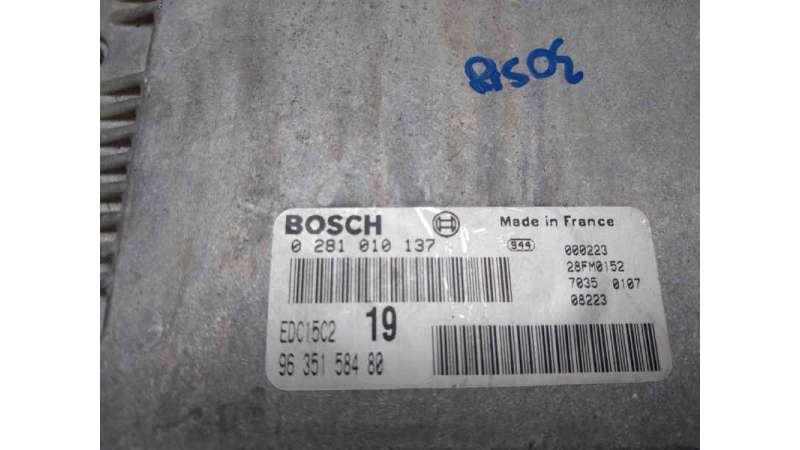 BOSCH
Made in France
0 281 010 137
944
000223
28FM0152
7035 0107
08223
EDC15C2 19
96 351 584 80